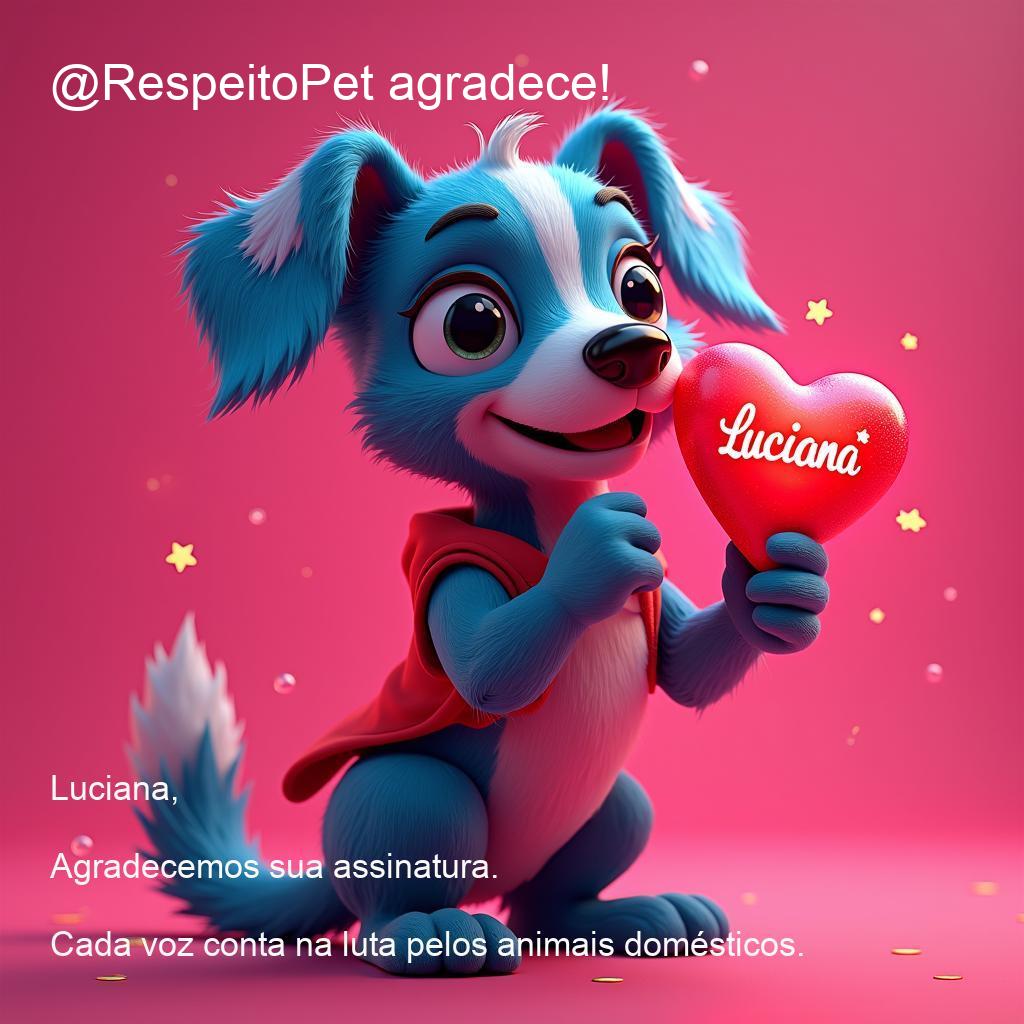 @RespeitoPet agradece!
Luciana
Luciana,
Agradecemos sua assinatura.
Cada voz conta na luta pelos animais domésticos.